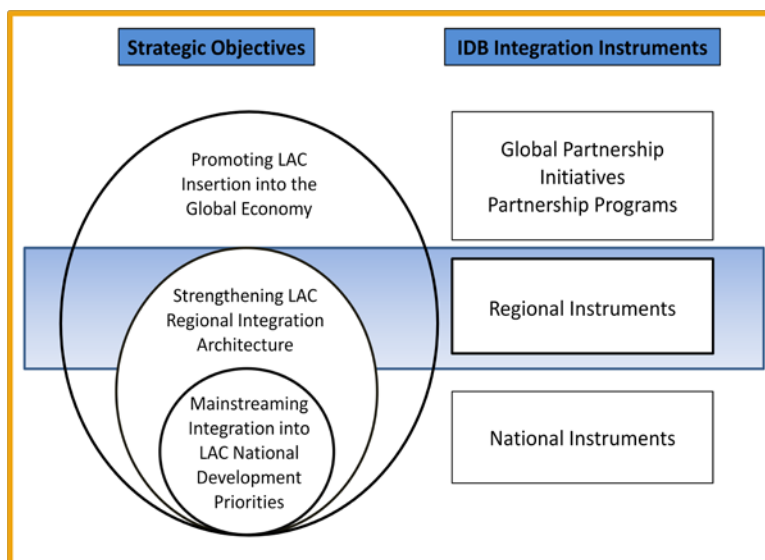 Strategic Objectives
IDB Integration Instruments
Promoting LAC
Insertion into the
Global Economy
Global Partnership
Initiatives
Partnership Programs
Strengthening LAC
Regional Integration
Architecture
Regional Instruments
Mainstreaming
Integration into
LAC National
Development
Priorities
National Instruments